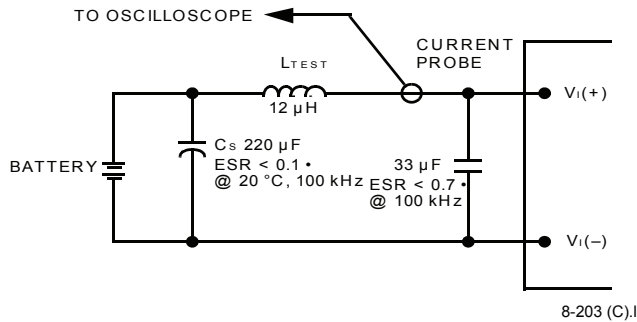 TO OSCILLOSCOPE
CURRENT
PROBE
LTEST
12 µH
VI(+)
CS 220 µF
ESR < 0.1 •
@ 20 °C, 100 kHz
BATTERY
33 µF
ESR < 0.7 •
@ 100 kHz
VI(–)
8-203 (C).l